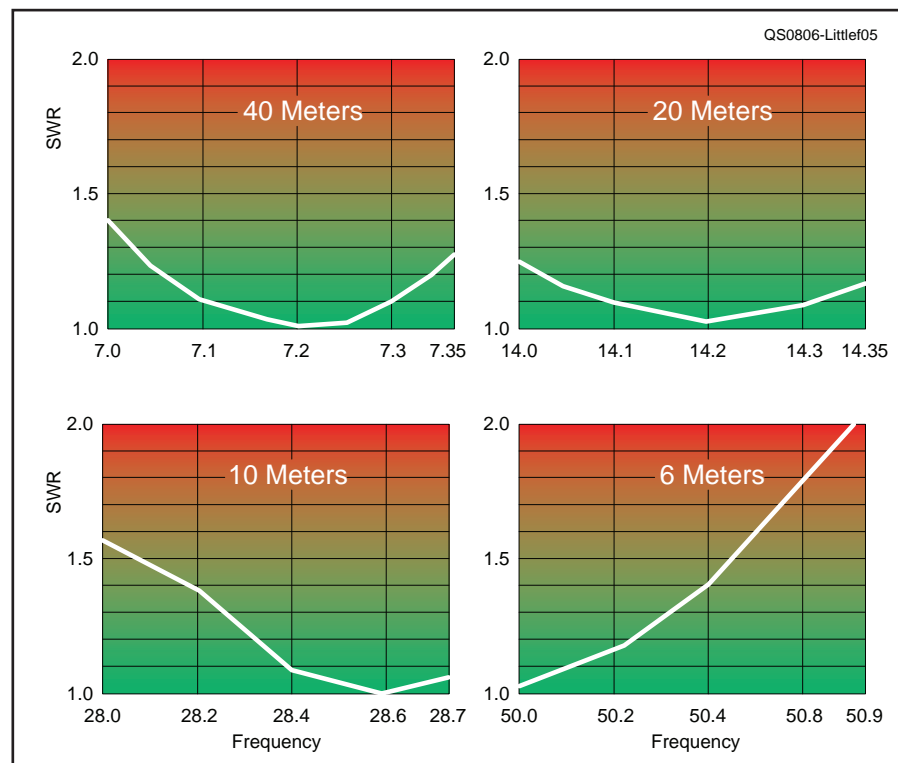 QS0806-Littlef05
2.0
SWR
1.5
1.0
40 Meters
7.0 7.1 7.2 7.3 7.35
2.0
1.5
1.0
20 Meters
14.0 14.1 14.2 14.3 14.35
2.0
SWR
1.5
1.0
10 Meters
28.0 28.2 28.4 28.6 28.7
Frequency
2.0
1.5
1.0
6 Meters
50.0 50.2 50.4 50.8 50.9
Frequency